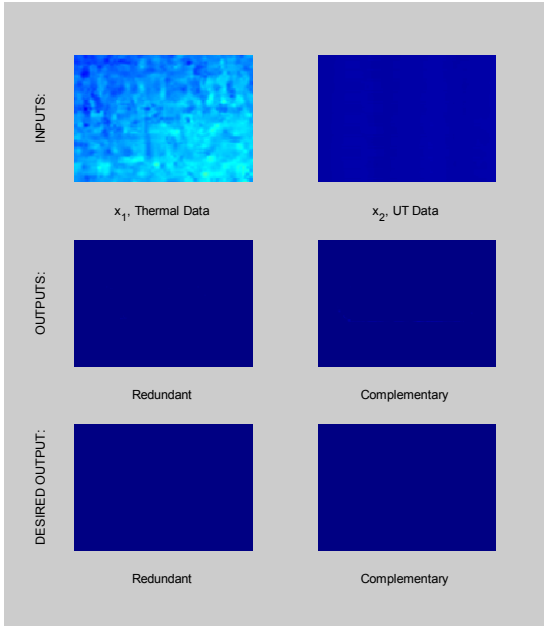 INPUTS:
x1, Thermal Data
x2, UT Data
OUTPUTS:
Redundant
Complementary
DESIRED OUTPUT:
Redundant
Complementary